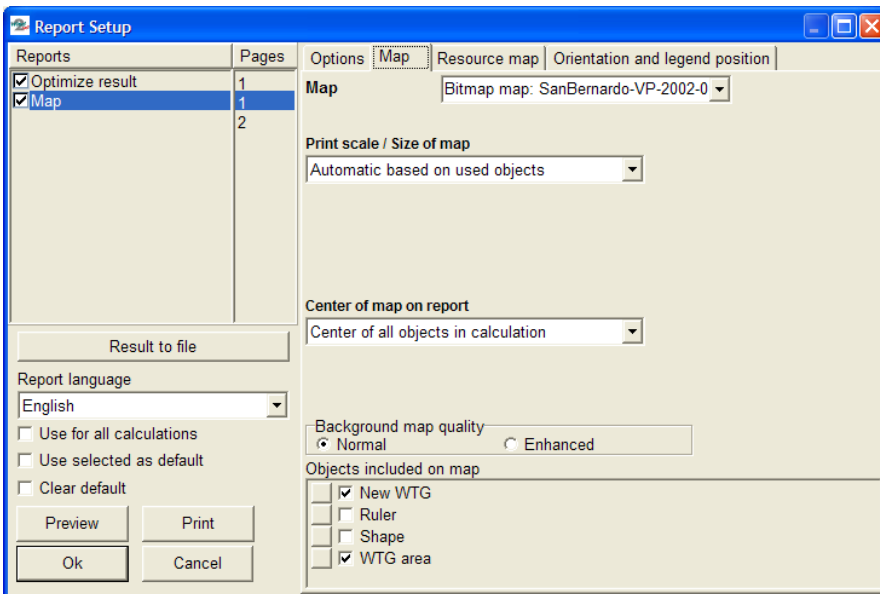 Report Setup
Reports
Pages
Optimize result
1
Map
1
2
Result to file
Report language
English
Use for all calculations
Use selected as default
Clear default
Preview
Print
Ok
Cancel
Options
Map
Resource map
Orientation and legend position
Map
Bitmap map: SanBernardo-VP-2002-0
Print scale / Size of map
Automatic based on used objects
Center of map on report
Center of all objects in calculation
Background map quality
Normal
Enhanced
Objects included on map
New WTG
Ruler
Shape
WTG area